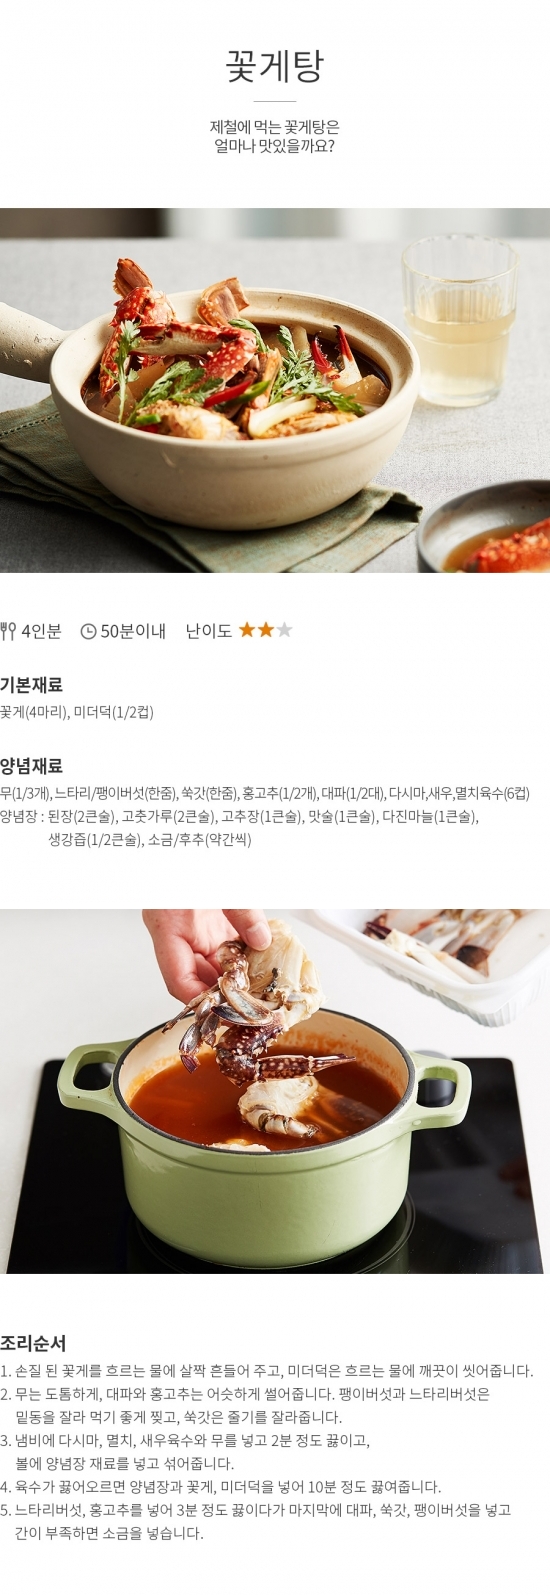 꽃게탕
제철에 먹는 꽃게탕은
얼마나 맛있을까요?
4인분 50분이내 난이도
기본재료
꽃게(4마리), 미더덕(1/2컵)
양념재료
무(1/3개), 느타리/팽이버섯(한줌), 쑥갓(한줌), 홍고추(1/2개), 대파(1/2대), 다시마,새우,멸치육수(6컵)
양념장 : 된장(2큰술), 고춧가루(2큰술), 고추장(1큰술), 맛술(1큰술), 다진마늘(1큰술),
생강즙(1/2큰술), 소금/후추(약간씩)
조리순서
1. 손질 된 꽃게를 흐르는 물에 살짝 흔들어 주고, 미더덕은 흐르는 물에 깨끗이 씻어줍니다.
2. 무는 도톰하게, 대파와 홍고추는 어슷하게 썰어줍니다. 팽이버섯과 느타리버섯은
밑동을 잘라 먹기 좋게 찢고, 쑥갓은 줄기를 잘라줍니다.
3. 냄비에 다시마, 멸치, 새우육수와 무를 넣고 2분 정도 끓이고,
볼에 양념장 재료를 넣고 섞어줍니다.
4. 육수가 끓어오르면 양념장과 꽃게, 미더덕을 넣어 10분 정도 끓여줍니다.
5. 느타리버섯, 홍고추를 넣어 3분 정도 끓이다가 마지막에 대파, 쑥갓, 팽이버섯을 넣고
간이 부족하면 소금을 넣습니다.